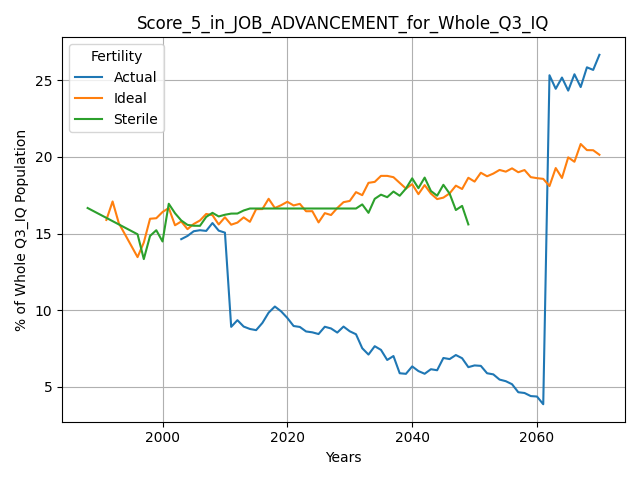 Score_5_in_JOB_ADVANCEMENT_for_Whole_Q3_IQ
Fertility
Actual
Ideal
Sterile
% of Whole Q3_IQ Population
25
20
15
10
5
2000 2020 2040 2060
Years